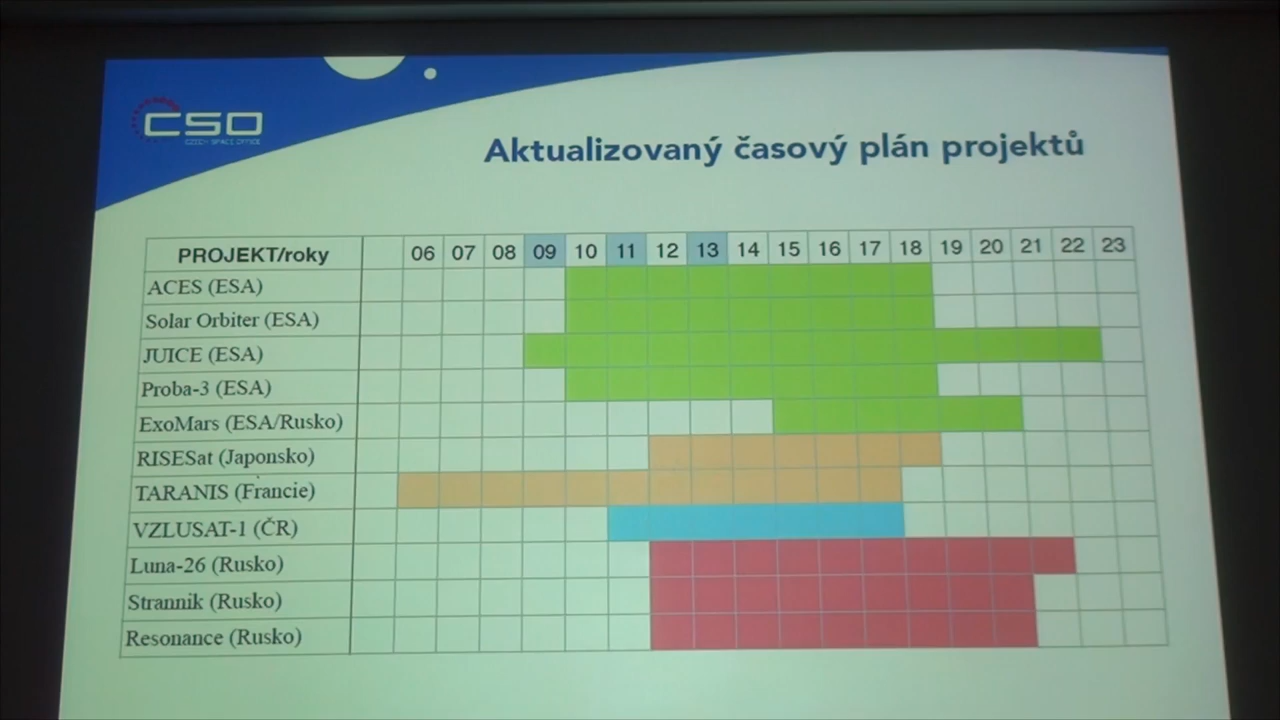 CSO
CZECH SPACE OFFICE
Aktualizovaný časový plán projektů
PROJEKT/roky 06 07 08 09 10 11 12 13 14 15 16 17 18 19 20 21 22 23
ACES (ESA)
Solar Orbiter (ESA)
JUICE (ESA)
Proba-3 (ESA)
ExoMars (ESA/Rusko)
RISESat (Japonsko)
TARANIS (Francie)
VZLUSAT-1 (ČR)
Luna-26 (Rusko)
Strannik (Rusko)
Resonance (Rusko)